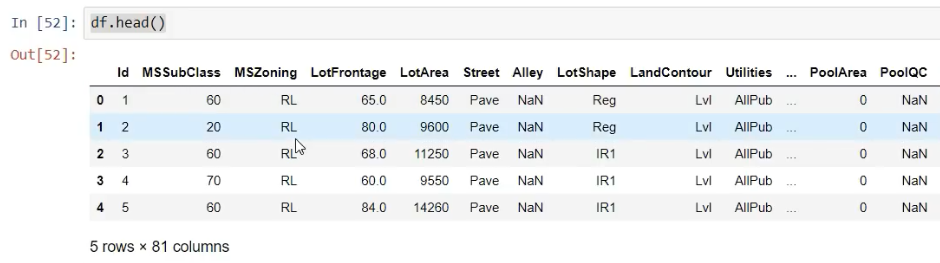 In [52]: df.head()
Out[52]:
Id MSSubClass MSZoning LotFrontage LotArea Street Alley LotShape LandContour Utilities ... PoolArea PoolQC
0 1 60 RL 65.0 8450 Pave NaN Reg Lvl AllPub ... 0 NaN
1 2 20 RL 80.0 9600 Pave NaN Reg Lvl AllPub ... 0 NaN
2 3 60 RL 68.0 11250 Pave NaN IR1 Lvl AllPub ... 0 NaN
3 4 70 RL 60.0 9550 Pave NaN IR1 Lvl AllPub ... 0 NaN
4 5 60 RL 84.0 14260 Pave NaN IR1 Lvl AllPub ... 0 NaN
5 rows × 81 columns